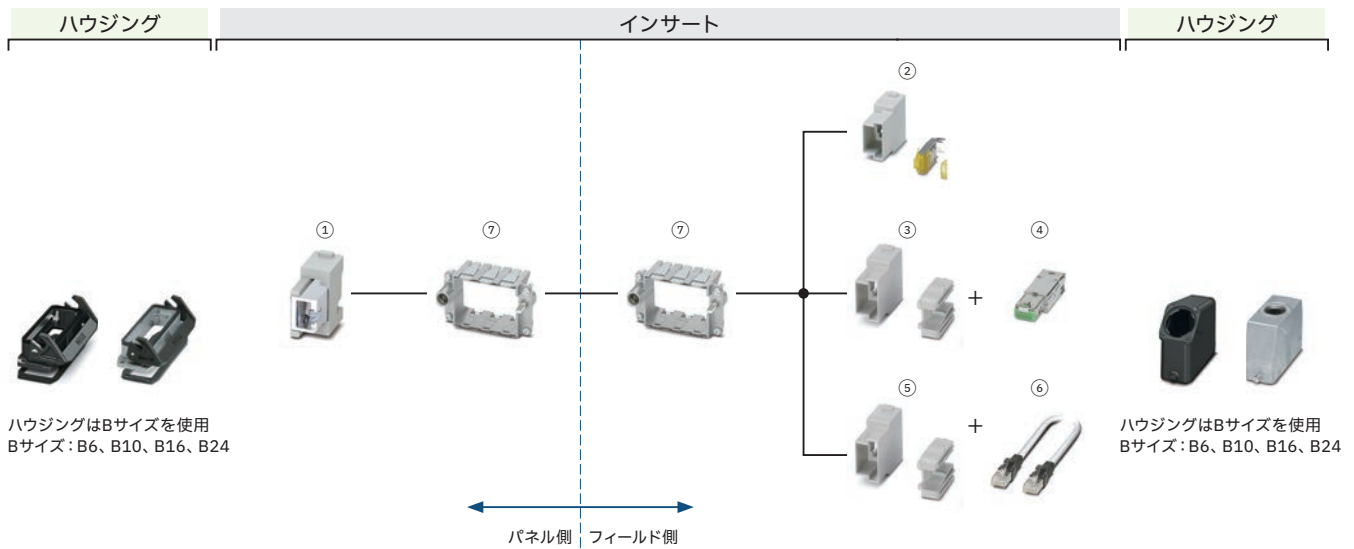 ハウジング
インサート
ハウジング
②
①
⑦
⑦
③
④
+
⑤
⑥
+
ハウジングはBサイズを使用
Bサイズ：B6、B10、B16、B24
ハウジングはBサイズを使用
Bサイズ：B6、B10、B16、B24
パネル側
フィールド側